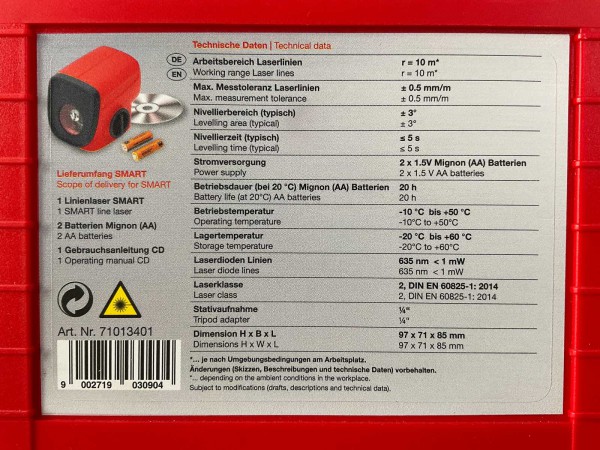 Technische Daten | Technical data
DE
EN
Arbeitsbereich Laserlinien r = 10 m*
Working range Laser lines r = 10 m*
Max. Messtoleranz Laserlinien ± 0.5 mm/m
Max. measurement tolerance ± 0.5 mm/m
Nivellierbereich (typisch) ± 3°
Levelling area (typical) ± 3°
Nivellierzeit (typisch) ≤ 5 s
Levelling time (typical) ≤ 5 s
Stromversorgung 2 x 1.5V Mignon (AA) Batterien
Power supply 2 x 1.5 V AA batteries
Betriebsdauer (bei 20 °C) Mignon (AA) Batterien 20 h
Battery life (at 20°C) AA batteries 20 h
Betriebstemperatur -10 °C bis +50 °C
Operating temperature -10°C to +50°C
Lagertemperatur -20 °C bis +60 °C
Storage temperature -20°C to +60°C
Laserdioden Linien 635 nm < 1 mW
Laser diode lines 635 nm < 1 mW
Laserklasse 2, DIN EN 60825-1: 2014
Laser class 2, DIN EN 60825-1: 2014
Stativaufnahme ¼"
Tripod adapter ¼"
Dimension H x B x L 97 x 71 x 85 mm
Dimensions H x W x L 97 x 71 x 85 mm
*... je nach Umgebungsbedingungen am Arbeitsplatz.
Änderungen (Skizzen, Beschreibungen und technische Daten) vorbehalten.
*... depending on the ambient conditions in the workplace.
Subject to modifications (drafts, descriptions and technical data).
Lieferumfang SMART
Scope of delivery for SMART
1 Linienlaser SMART
1 SMART line laser
2 Batterien Mignon (AA)
2 AA batteries
1 Gebrauchsanleitung CD
1 Operating manual CD
Art. Nr. 71013401
9 002719 030904